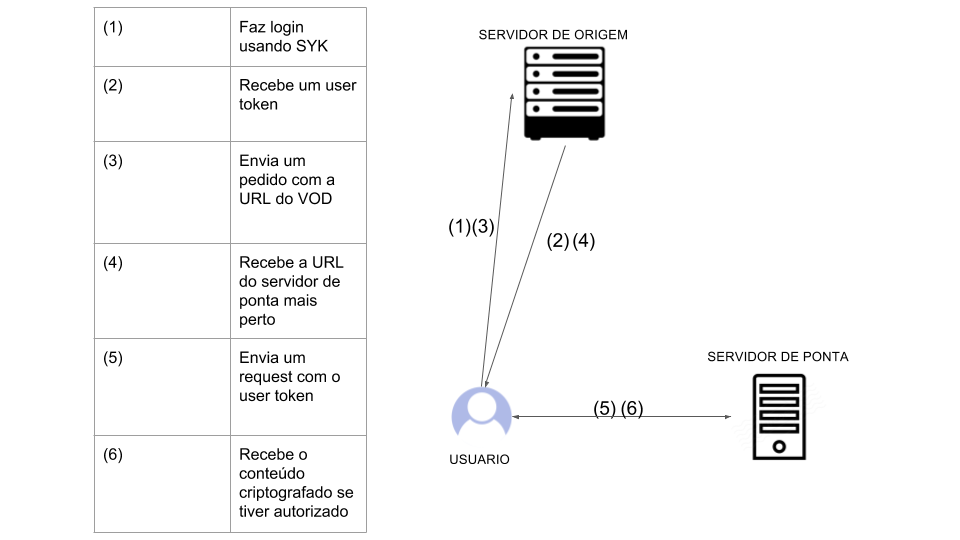 (1)
Faz login
usando SYK
(2)
Recebe um user
token
(3)
Envia um
pedido com a
URL do VOD
(4)
Recebe a URL
do servidor de
ponta mais
perto
(5)
Envia um
request com o
user token
(6)
Recebe o
conteúdo
criptografado se
tiver autorizado
SERVIDOR DE ORIGEM
(1)(3)
(2) (4)
SERVIDOR DE PONTA
(5) (6)
USUARIO